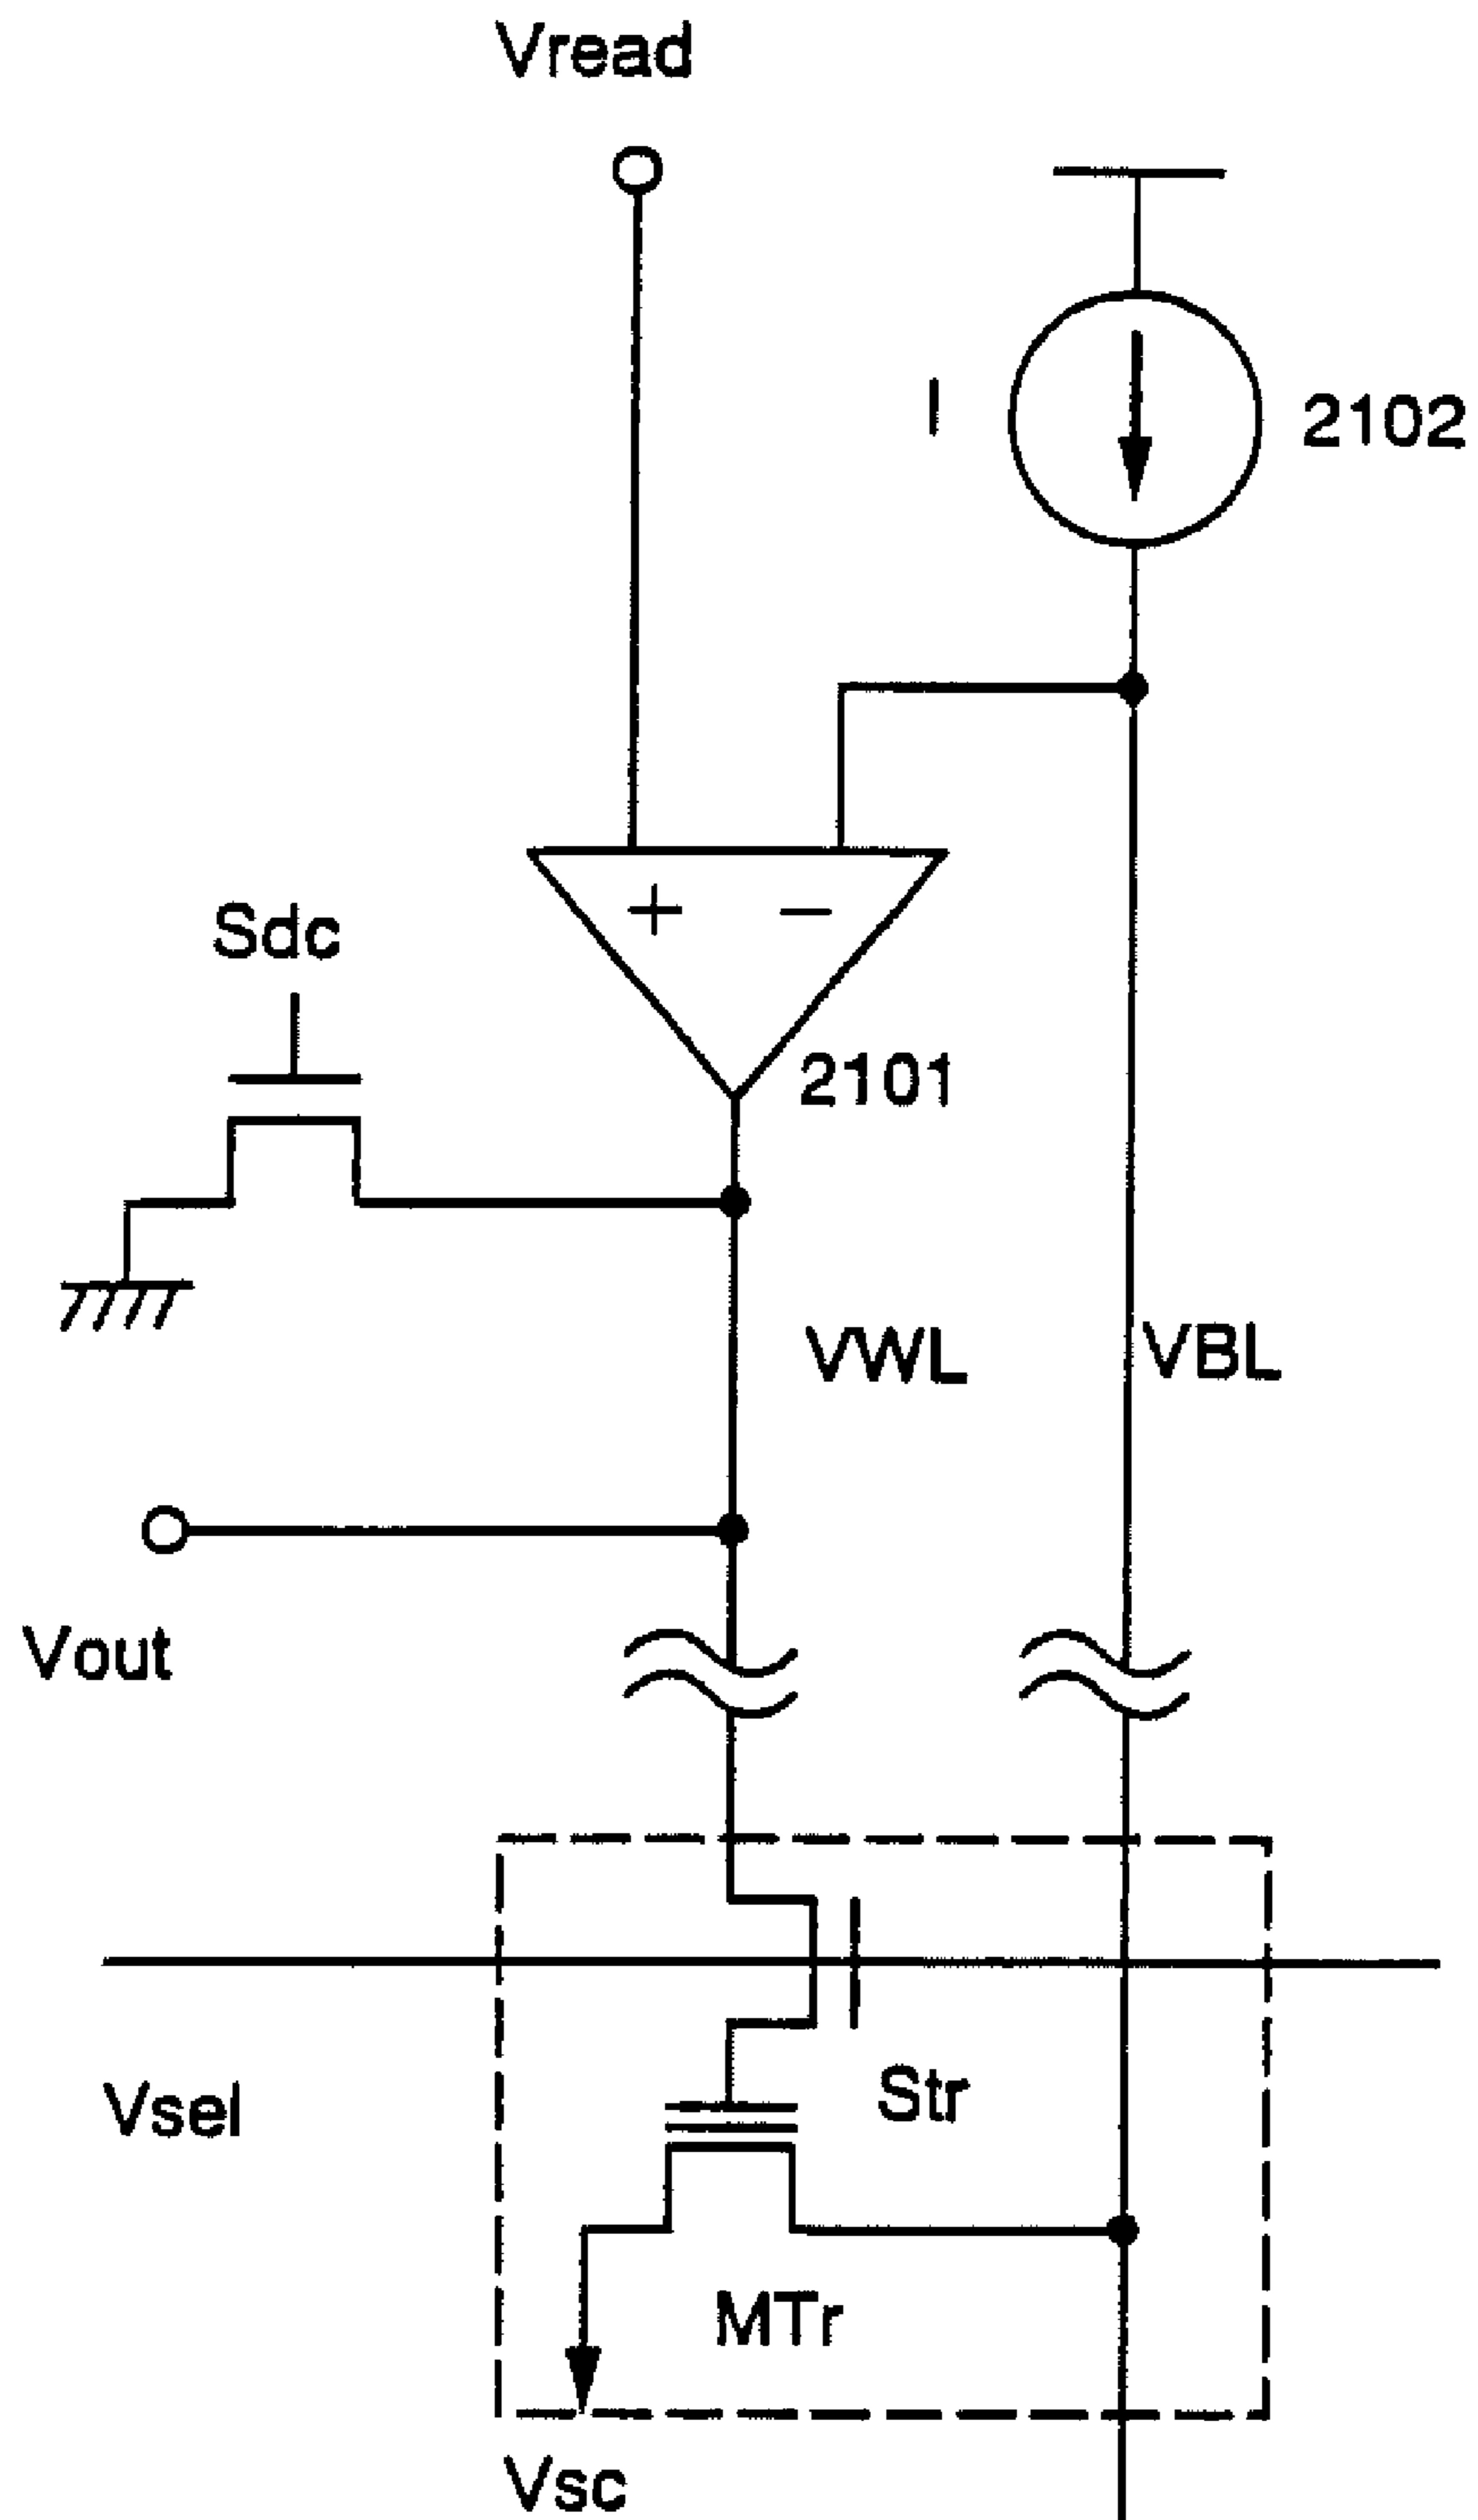 Vread
I
2102
Sdc
+ −
2101
VWL
VBL
Vout
Vsel
Str
MTr
Vsc